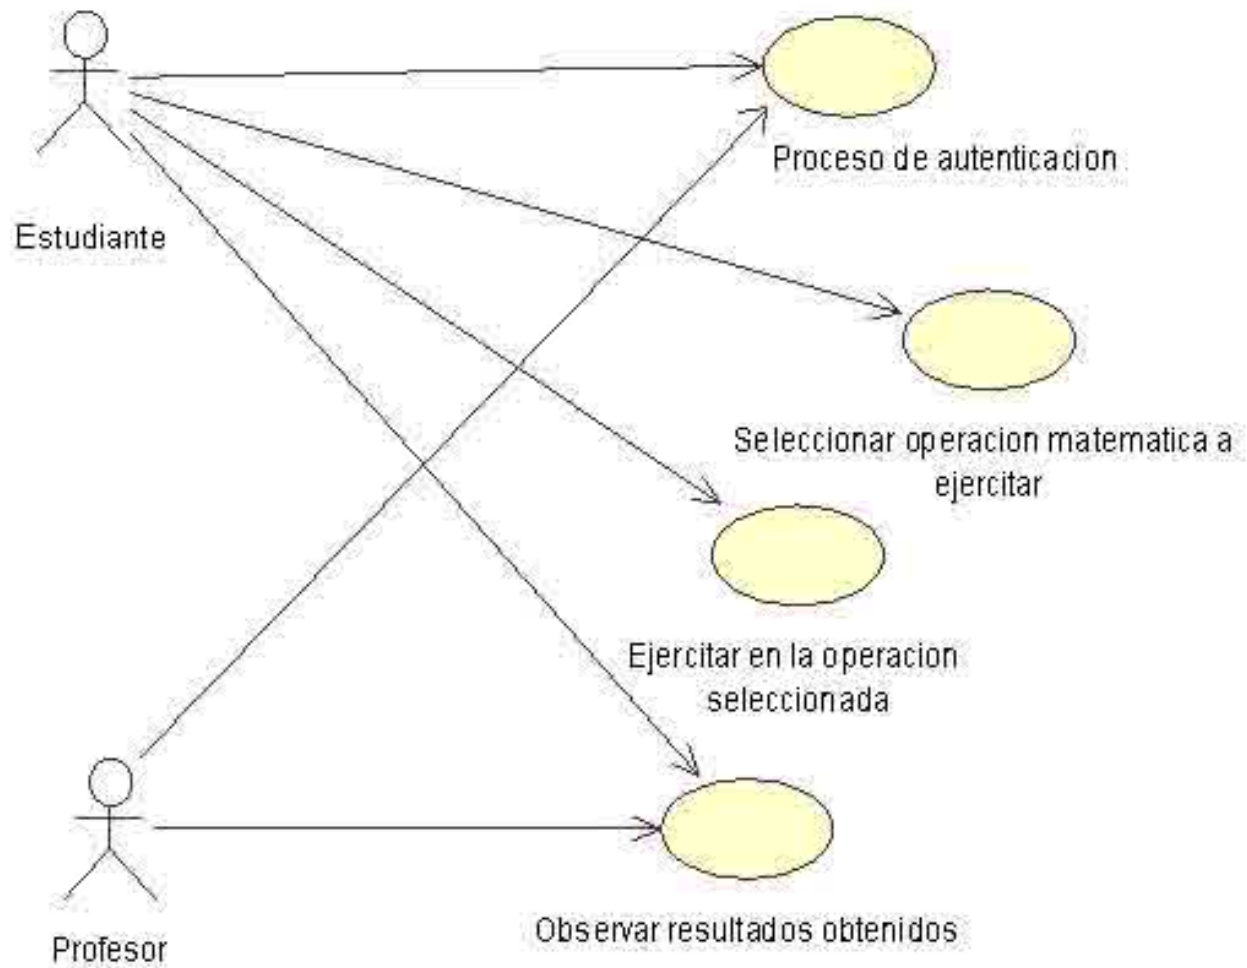 Proceso de autenticacion
Estudiante
Seleccionar operacion matematica a
ejercitar
Ejercitar en la operacion
seleccionada
Observar resultados obtenidos
Profesor